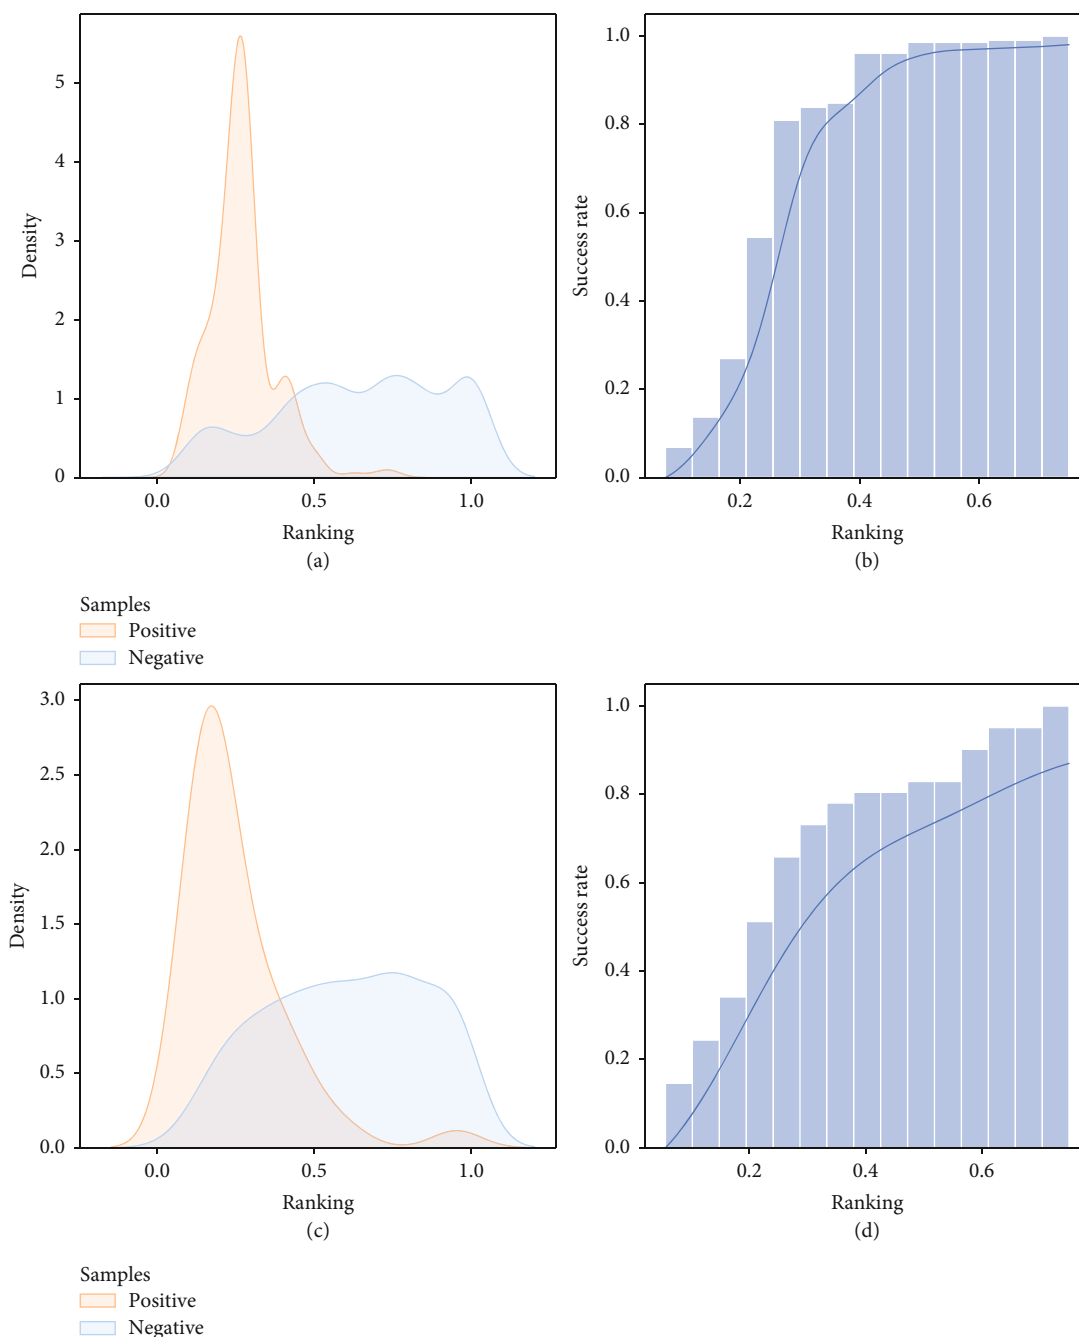 5
4
3
2
1
0
Density
0.0 0.5 1.0
Ranking
(a)
1.0
0.8
0.6
0.4
0.2
0.0
Success rate
0.2 0.4 0.6
Ranking
(b)
Samples
Positive
Negative
3.0
2.5
2.0
1.5
1.0
0.5
0.0
Density
0.0 0.5 1.0
Ranking
(c)
1.0
0.8
0.6
0.4
0.2
0.0
Success rate
0.2 0.4 0.6
Ranking
(d)
Samples
Positive
Negative